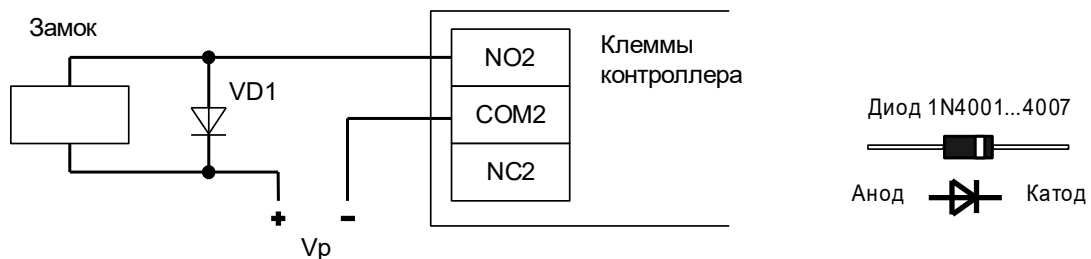 Замок
VD1
NO2
COM2
NC2
Клеммы
контроллера
+ -
Vp
Диод 1N4001...4007
Анод Катод